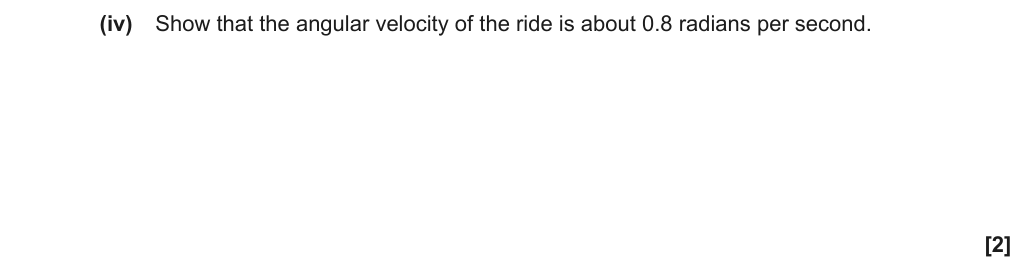 (iv) Show that the angular velocity of the ride is about 0.8 radians per second.
[2]